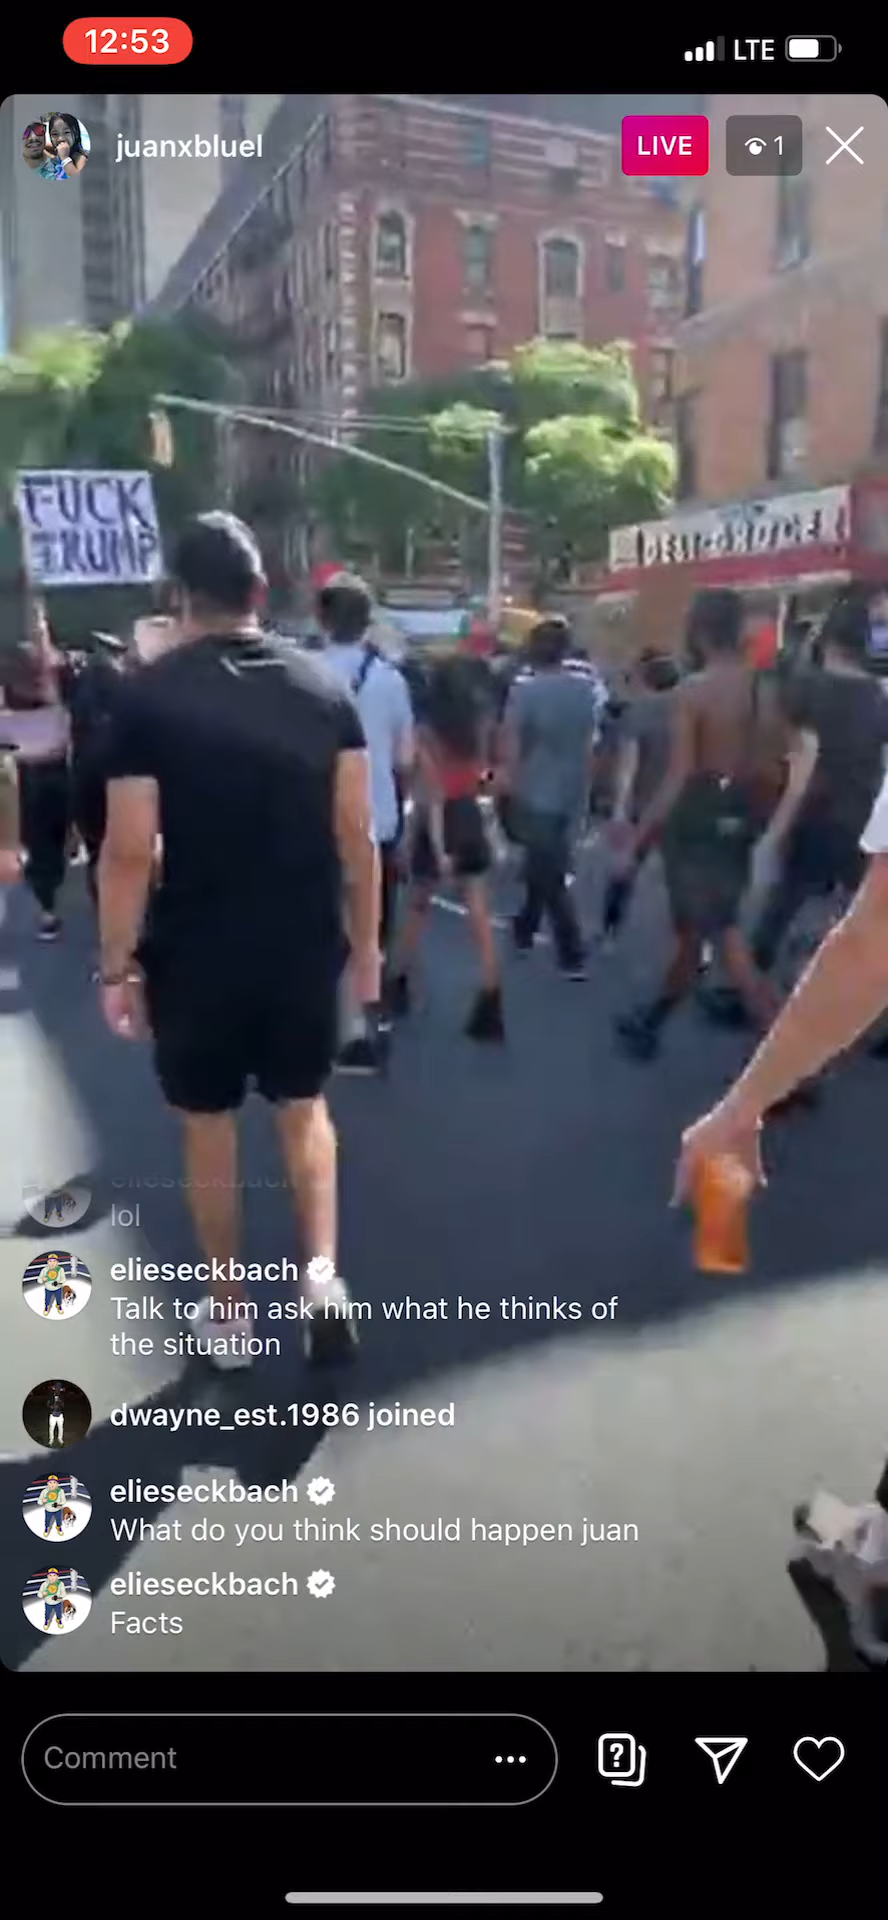 12:53
LTE
juanxbluel
LIVE
1
FUCK
TRUMP
elieseckbach
lol
elieseckbach
Talk to him ask him what he thinks of
the situation
dwayne_est.1986 joined
elieseckbach
What do you think should happen juan
elieseckbach
Facts
Comment